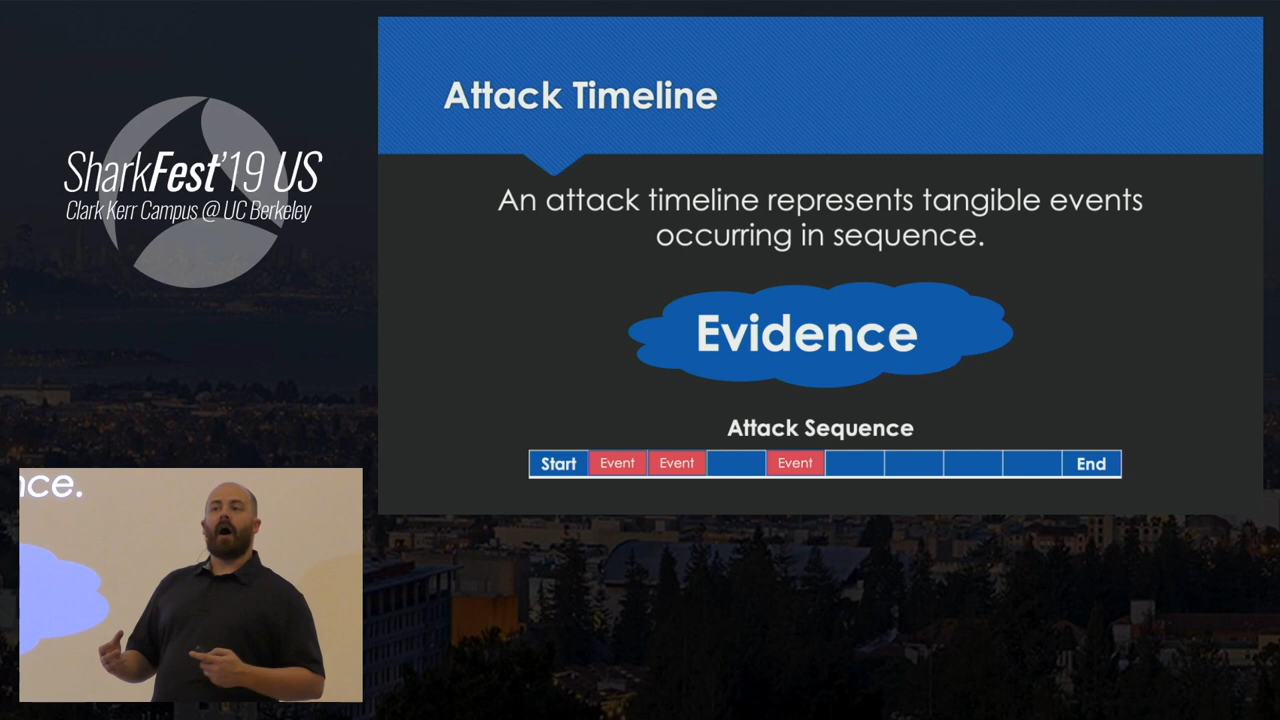 SharkFest'19 US
Clark Kerr Campus @ UC Berkeley
Attack Timeline
An attack timeline represents tangible events
occurring in sequence.
Evidence
Attack Sequence
Start Event Event Event End
nce.